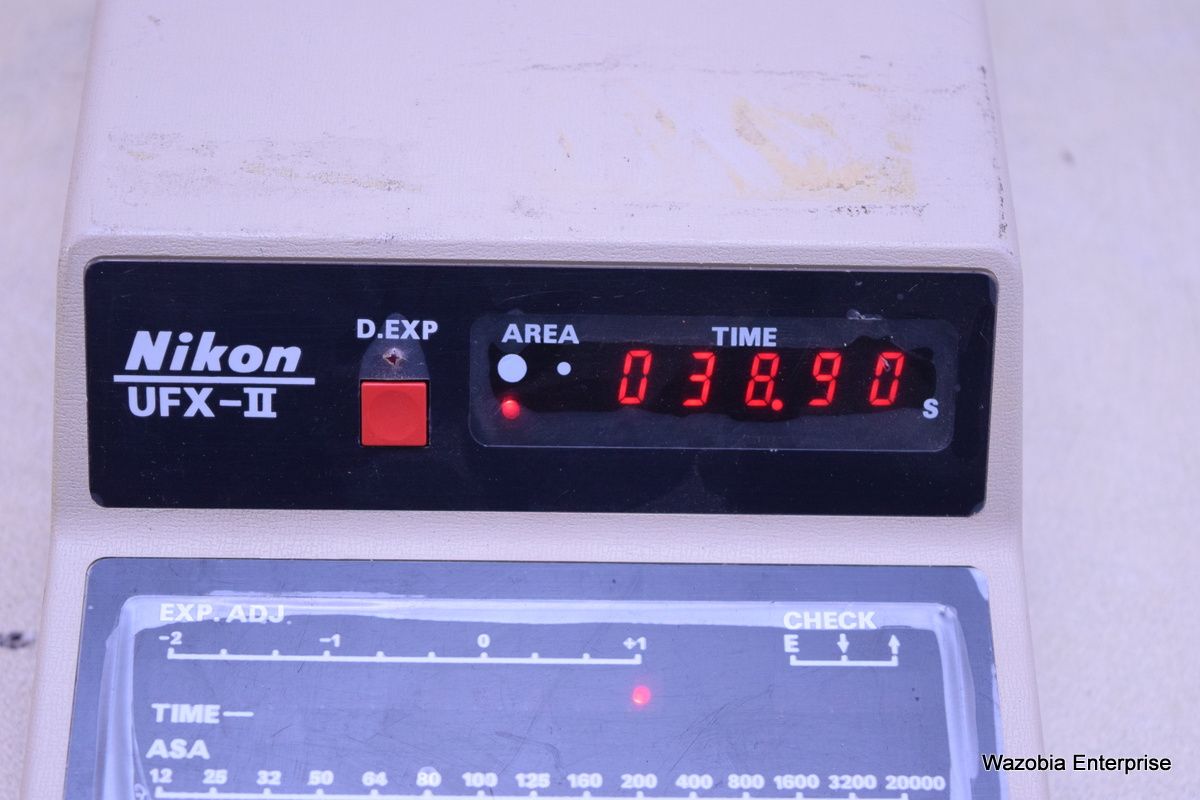 Nikon
UFX-II
D.EXP
AREA
TIME
038.90
S
EXP. ADJ.
-2 -1 0 +1
CHECK
E
TIME—
ASA
12 25 32 50 64 80 100 125 160 200 400 800 1600 3200 20000
Wazobia Enterprise